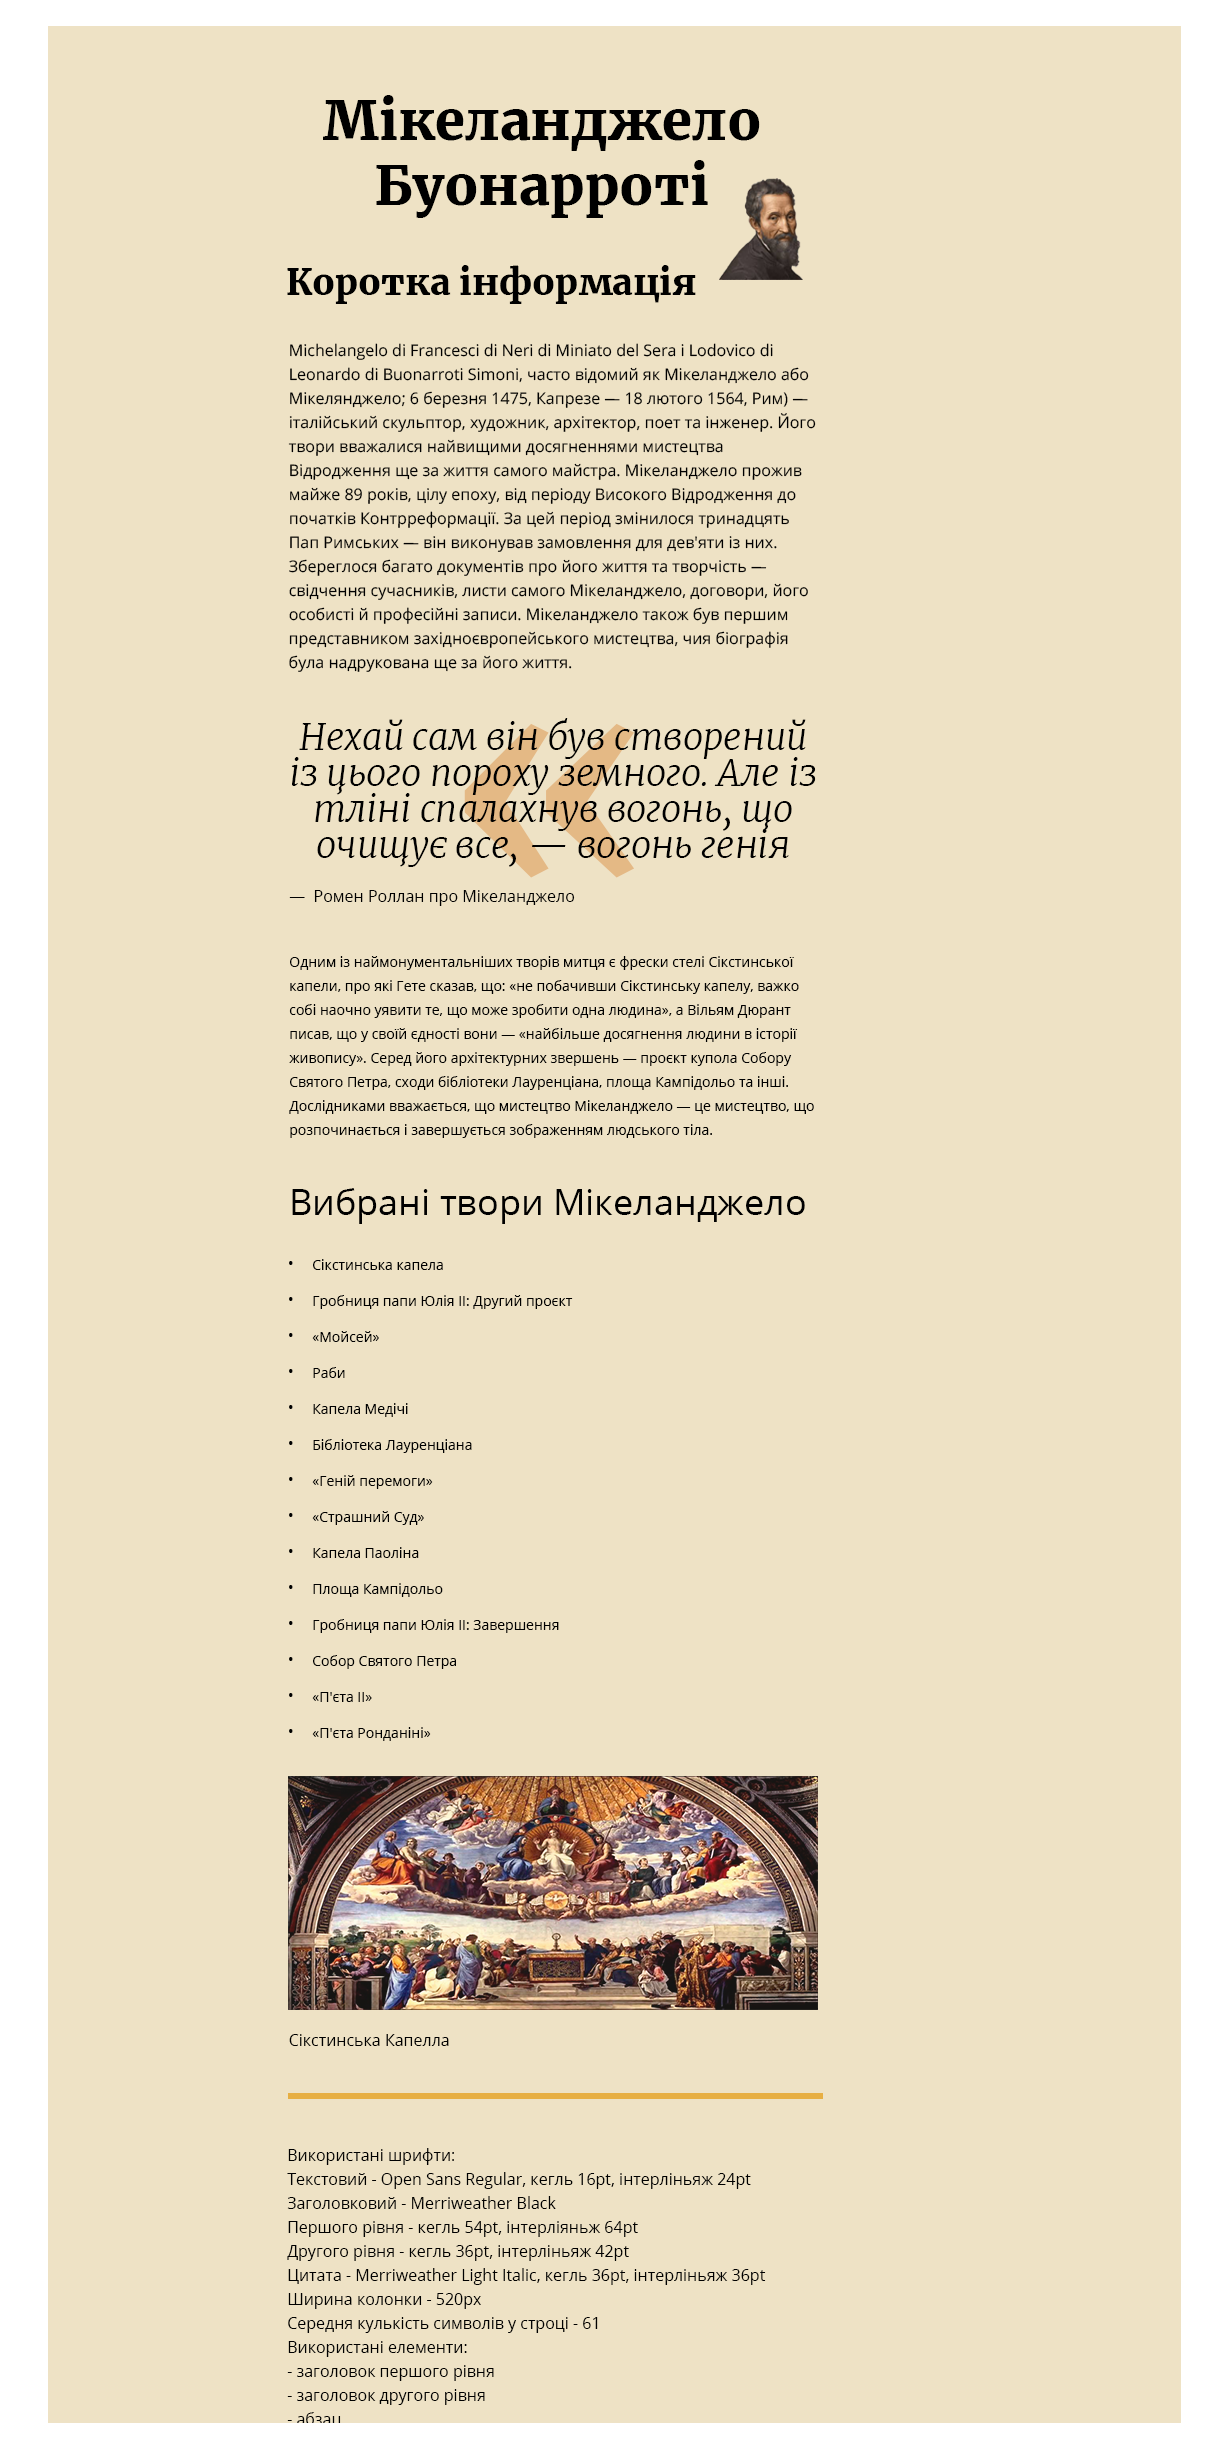 Мікеланджело
Буонарроті
Коротка інформація
Michelangelo di Francesci di Neri di Miniato del Sera i Lodovico di
Leonardo di Buonarroti Simoni, часто відомий як Мікеланджело або
Мікелянджело; 6 березня 1475, Капрезе — 18 лютого 1564, Рим) —
італійський скульптор, художник, архітектор, поет та інженер. Його
твори вважалися найвищими досягненнями мистецтва
Відродження ще за життя самого майстра. Мікеланджело прожив
майже 89 років, цілу епоху, від періоду Високого Відродження до
початків Контрреформації. За цей період змінилося тринадцять
Пап Римських — він виконував замовлення для дев'яти із них.
Збереглося багато документів про його життя та творчість —
свідчення сучасників, листи самого Мікеланджело, договори, його
особисті й професійні записи. Мікеланджело також був першим
представником західноєвропейського мистецтва, чия біографія
була надрукована ще за його життя.
«
Нехай сам він був створений
із цього пороху земного. Але із
тліні спалахнув вогонь, що
очищує все, — вогонь генія
— Ромен Роллан про Мікеланджело
Одним із наймонументальніших творів митця є фрески стелі Сікстинської
капели, про які Гете сказав, що: «не побачивши Сікстинську капелу, важко
собі наочно уявити те, що може зробити одна людина», а Вільям Дюрант
писав, що у своїй єдності вони — «найбільше досягнення людини в історії
живопису». Серед його архітектурних звершень — проєкт купола Собору
Святого Петра, сходи бібліотеки Лауренціана, площа Кампідольо та інші.
Дослідниками вважається, що мистецтво Мікеланджело — це мистецтво, що
розпочинається і завершується зображенням людського тіла.
Вибрані твори Мікеланджело
• Сікстинська капела
• Гробниця папи Юлія II: Другий проєкт
• «Мойсей»
• Раби
• Капела Медічі
• Бібліотека Лауренціана
• «Геній перемоги»
• «Страшний Суд»
• Капела Паоліна
• Площа Кампідольо
• Гробниця папи Юлія II: Завершення
• Собор Святого Петра
• «П'єта II»
• «П'єта Ронданіні»
Сікстинська Капелла
Використані шрифти:
Текстовий - Open Sans Regular, кегль 16pt, інтерліньяж 24pt
Заголовковий - Merriweather Black
Першого рівня - кегль 54pt, інтерліяньж 64pt
Другого рівня - кегль 36pt, інтерліньяж 42pt
Цитата - Merriweather Light Italic, кегль 36pt, інтерліньяж 36pt
Ширина колонки - 520px
Середня кулькість символів у строці - 61
Використані елементи:
- заголовок першого рівня
- заголовок другого рівня
- абзац